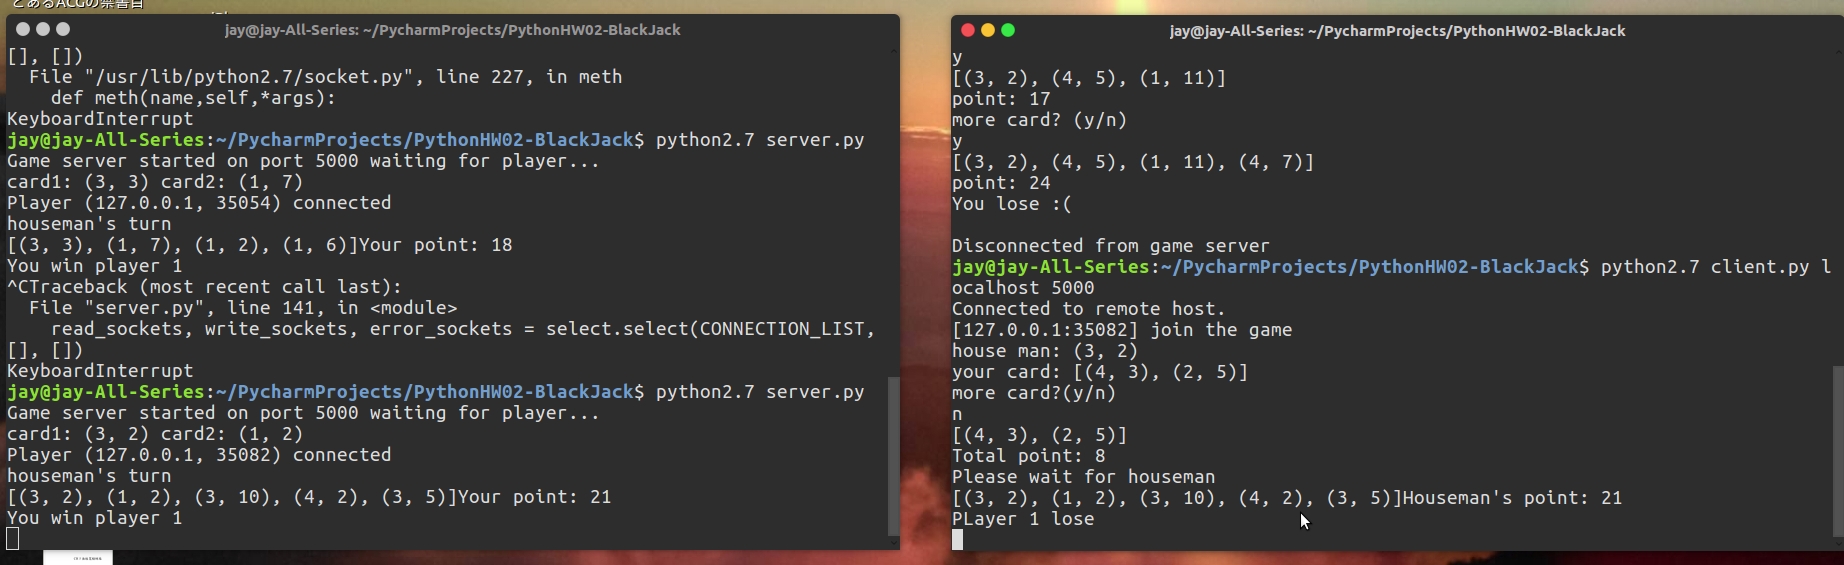 とあるACGの禁書目
jay@jay-All-Series: ~/PycharmProjects/PythonHW02-BlackJack
[], [])
File "/usr/lib/python2.7/socket.py", line 227, in meth
def meth(name,self,*args):
KeyboardInterrupt
jay@jay-All-Series:~/PycharmProjects/PythonHW02-BlackJack$ python2.7 server.py
Game server started on port 5000 waiting for player...
card1: (3, 3) card2: (1, 7)
Player (127.0.0.1, 35054) connected
houseman's turn
[(3, 3), (1, 7), (1, 2), (1, 6)]Your point: 18
You win player 1
^CTraceback (most recent call last):
File "server.py", line 141, in <module>
read_sockets, write_sockets, error_sockets = select.select(CONNECTION_LIST,
[], [])
KeyboardInterrupt
jay@jay-All-Series:~/PycharmProjects/PythonHW02-BlackJack$ python2.7 server.py
Game server started on port 5000 waiting for player...
card1: (3, 2) card2: (1, 2)
Player (127.0.0.1, 35082) connected
houseman's turn
[(3, 2), (1, 2), (3, 10), (4, 2), (3, 5)]Your point: 21
You win player 1
jay@jay-All-Series: ~/PycharmProjects/PythonHW02-BlackJack
y
[(3, 2), (4, 5), (1, 11)]
point: 17
more card? (y/n)
y
[(3, 2), (4, 5), (1, 11), (4, 7)]
point: 24
You lose :(
Disconnected from game server
jay@jay-All-Series:~/PycharmProjects/PythonHW02-BlackJack$ python2.7 client.py l
ocalhost 5000
Connected to remote host.
[127.0.0.1:35082] join the game
house man: (3, 2)
your card: [(4, 3), (2, 5)]
more card?(y/n)
n
[(4, 3), (2, 5)]
Total point: 8
Please wait for houseman
[(3, 2), (1, 2), (3, 10), (4, 2), (3, 5)]Houseman's point: 21
PLayer 1 lose